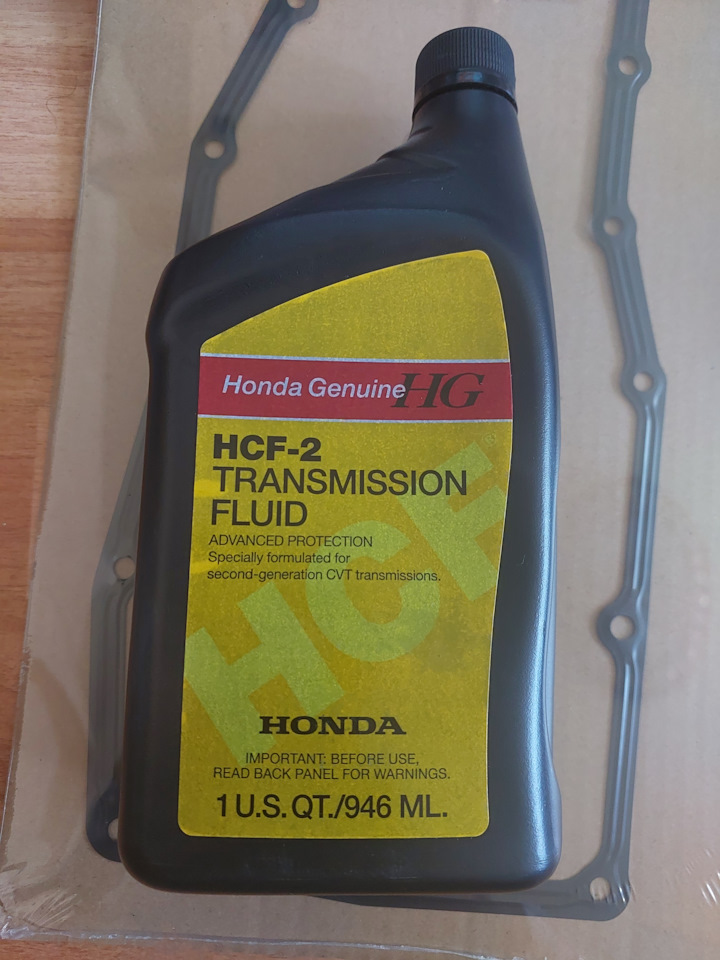 Honda Genuine HG
HCF-2
TRANSMISSION
FLUID
ADVANCED PROTECTION
Specially formulated for
second-generation CVT transmissions.
HCF
®
HONDA
IMPORTANT: BEFORE USE,
READ BACK PANEL FOR WARNINGS.
1 U.S. QT./946 ML.